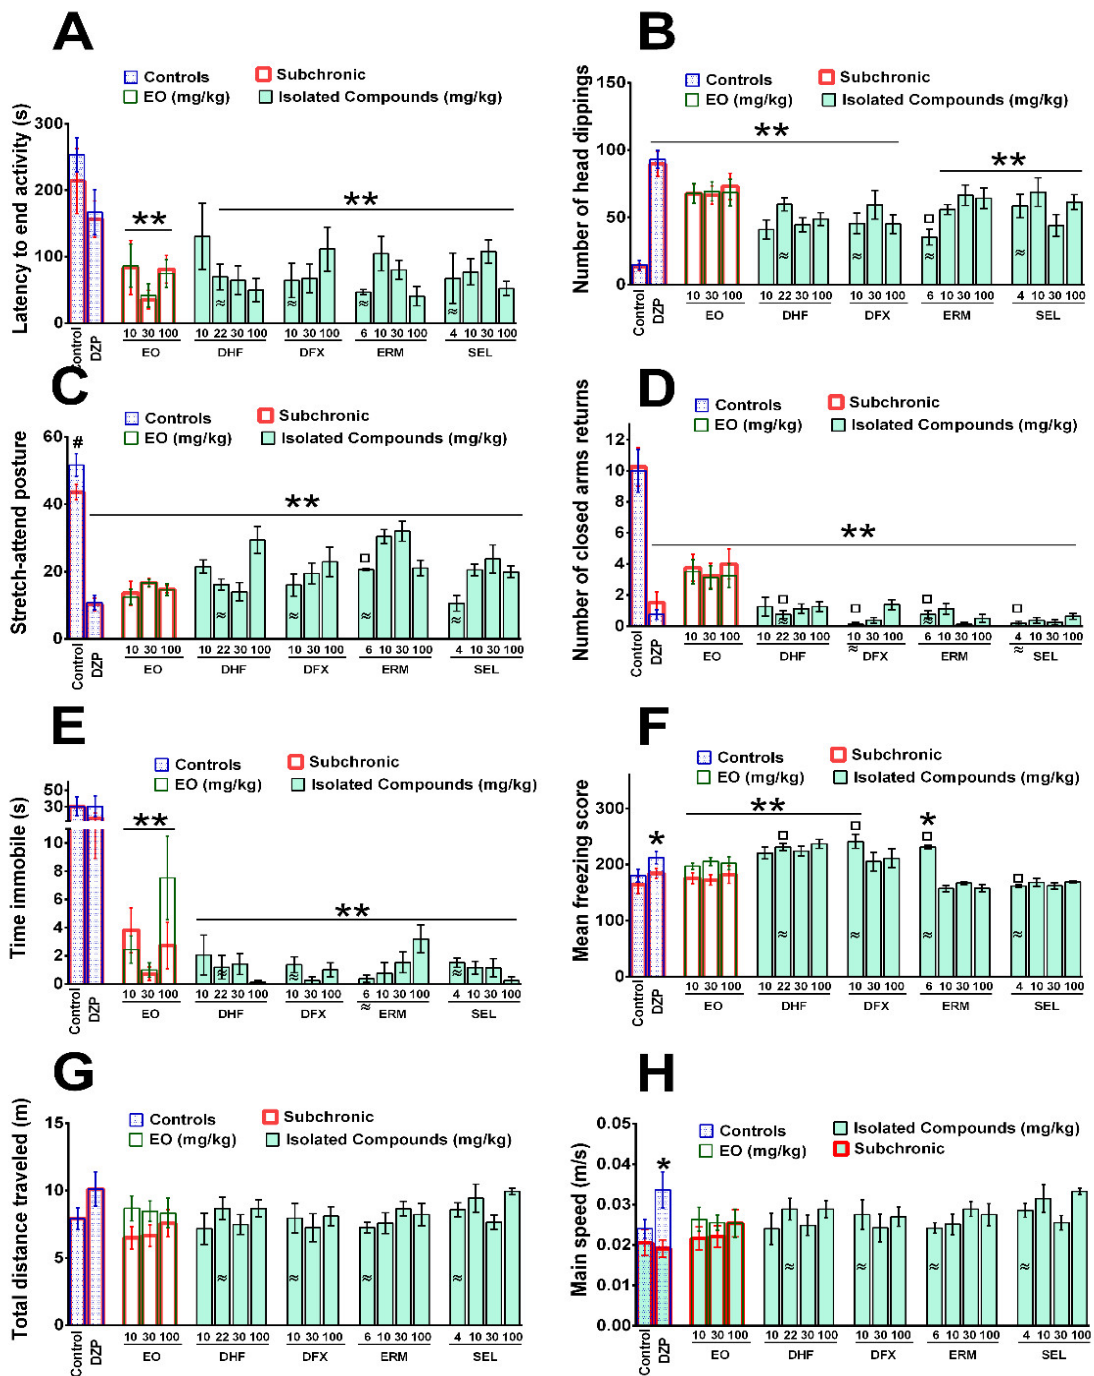 A
Controls
Subchronic
EO (mg/kg)
Isolated Compounds (mg/kg)
Latency to end activity (s)
300
200
100
0
**
**
Control
DZP
10 30 100
10 22 30 100
10 30 100
6 10 30 100
4 10 30 100
≈ ≈ ≈ ≈
EO
DHF
DFX
ERM
SEL
B
Controls
Subchronic
EO (mg/kg)
Isolated Compounds (mg/kg)
Number of head dippings
150
100
50
0
**
**
≈ ≈ ≈ ≈
Control
DZP
10 30 100
10 22 30 100
10 30 100
6 10 30 100
4 10 30 100
EO
DHF
DFX
ERM
SEL
C
Controls
Subchronic
EO (mg/kg)
Isolated Compounds (mg/kg)
Stretch-attend posture
60
40
20
0
#
**
≈ ≈ ≈ ≈
Control
DZP
10 30 100
10 22 30 100
10 30 100
6 10 30 100
4 10 30 100
EO
DHF
DFX
ERM
SEL
D
Controls
Subchronic
EO (mg/kg)
Isolated Compounds (mg/kg)
Number of closed arms returns
12
10
8
6
4
2
0
**
≈ ≈ ≈ ≈
Control
DZP
10 30 100
10 22 30 100
10 30 100
6 10 30 100
4 10 30 100
EO
DHF
DFX
ERM
SEL
E
Controls
Subchronic
EO (mg/kg)
Isolated Compounds (mg/kg)
Time immobile (s)
50
30
10
8
6
4
2
0
**
**
≈ ≈ ≈ ≈
Control
DZP
10 30 100
10 22 30 100
10 30 100
6 10 30 100
4 10 30 100
EO
DHF
DFX
ERM
SEL
F
Controls
Subchronic
EO (mg/kg)
Isolated Compounds (mg/kg)
Mean freezing score
300
200
100
0
*
**
*
≈ ≈ ≈ ≈
Control
DZP
10 30 100
10 22 30 100
10 30 100
6 10 30 100
4 10 30 100
EO
DHF
DFX
ERM
SEL
G
Controls
Subchronic
EO (mg/kg)
Isolated Compounds (mg/kg)
Total distance traveled (m)
15
10
5
0
≈ ≈ ≈ ≈
Control
DZP
10 30 100
10 22 30 100
10 30 100
6 10 30 100
4 10 30 100
EO
DHF
DFX
ERM
SEL
H
Controls
Isolated Compounds (mg/kg)
EO (mg/kg)
Subchronic
Main speed (m/s)
0.05
0.04
0.03
0.02
0.01
0.00
*
≈ ≈ ≈ ≈
Control
DZP
10 30 100
10 22 30 100
10 30 100
6 10 30 100
4 10 30 100
EO
DHF
DFX
ERM
SEL